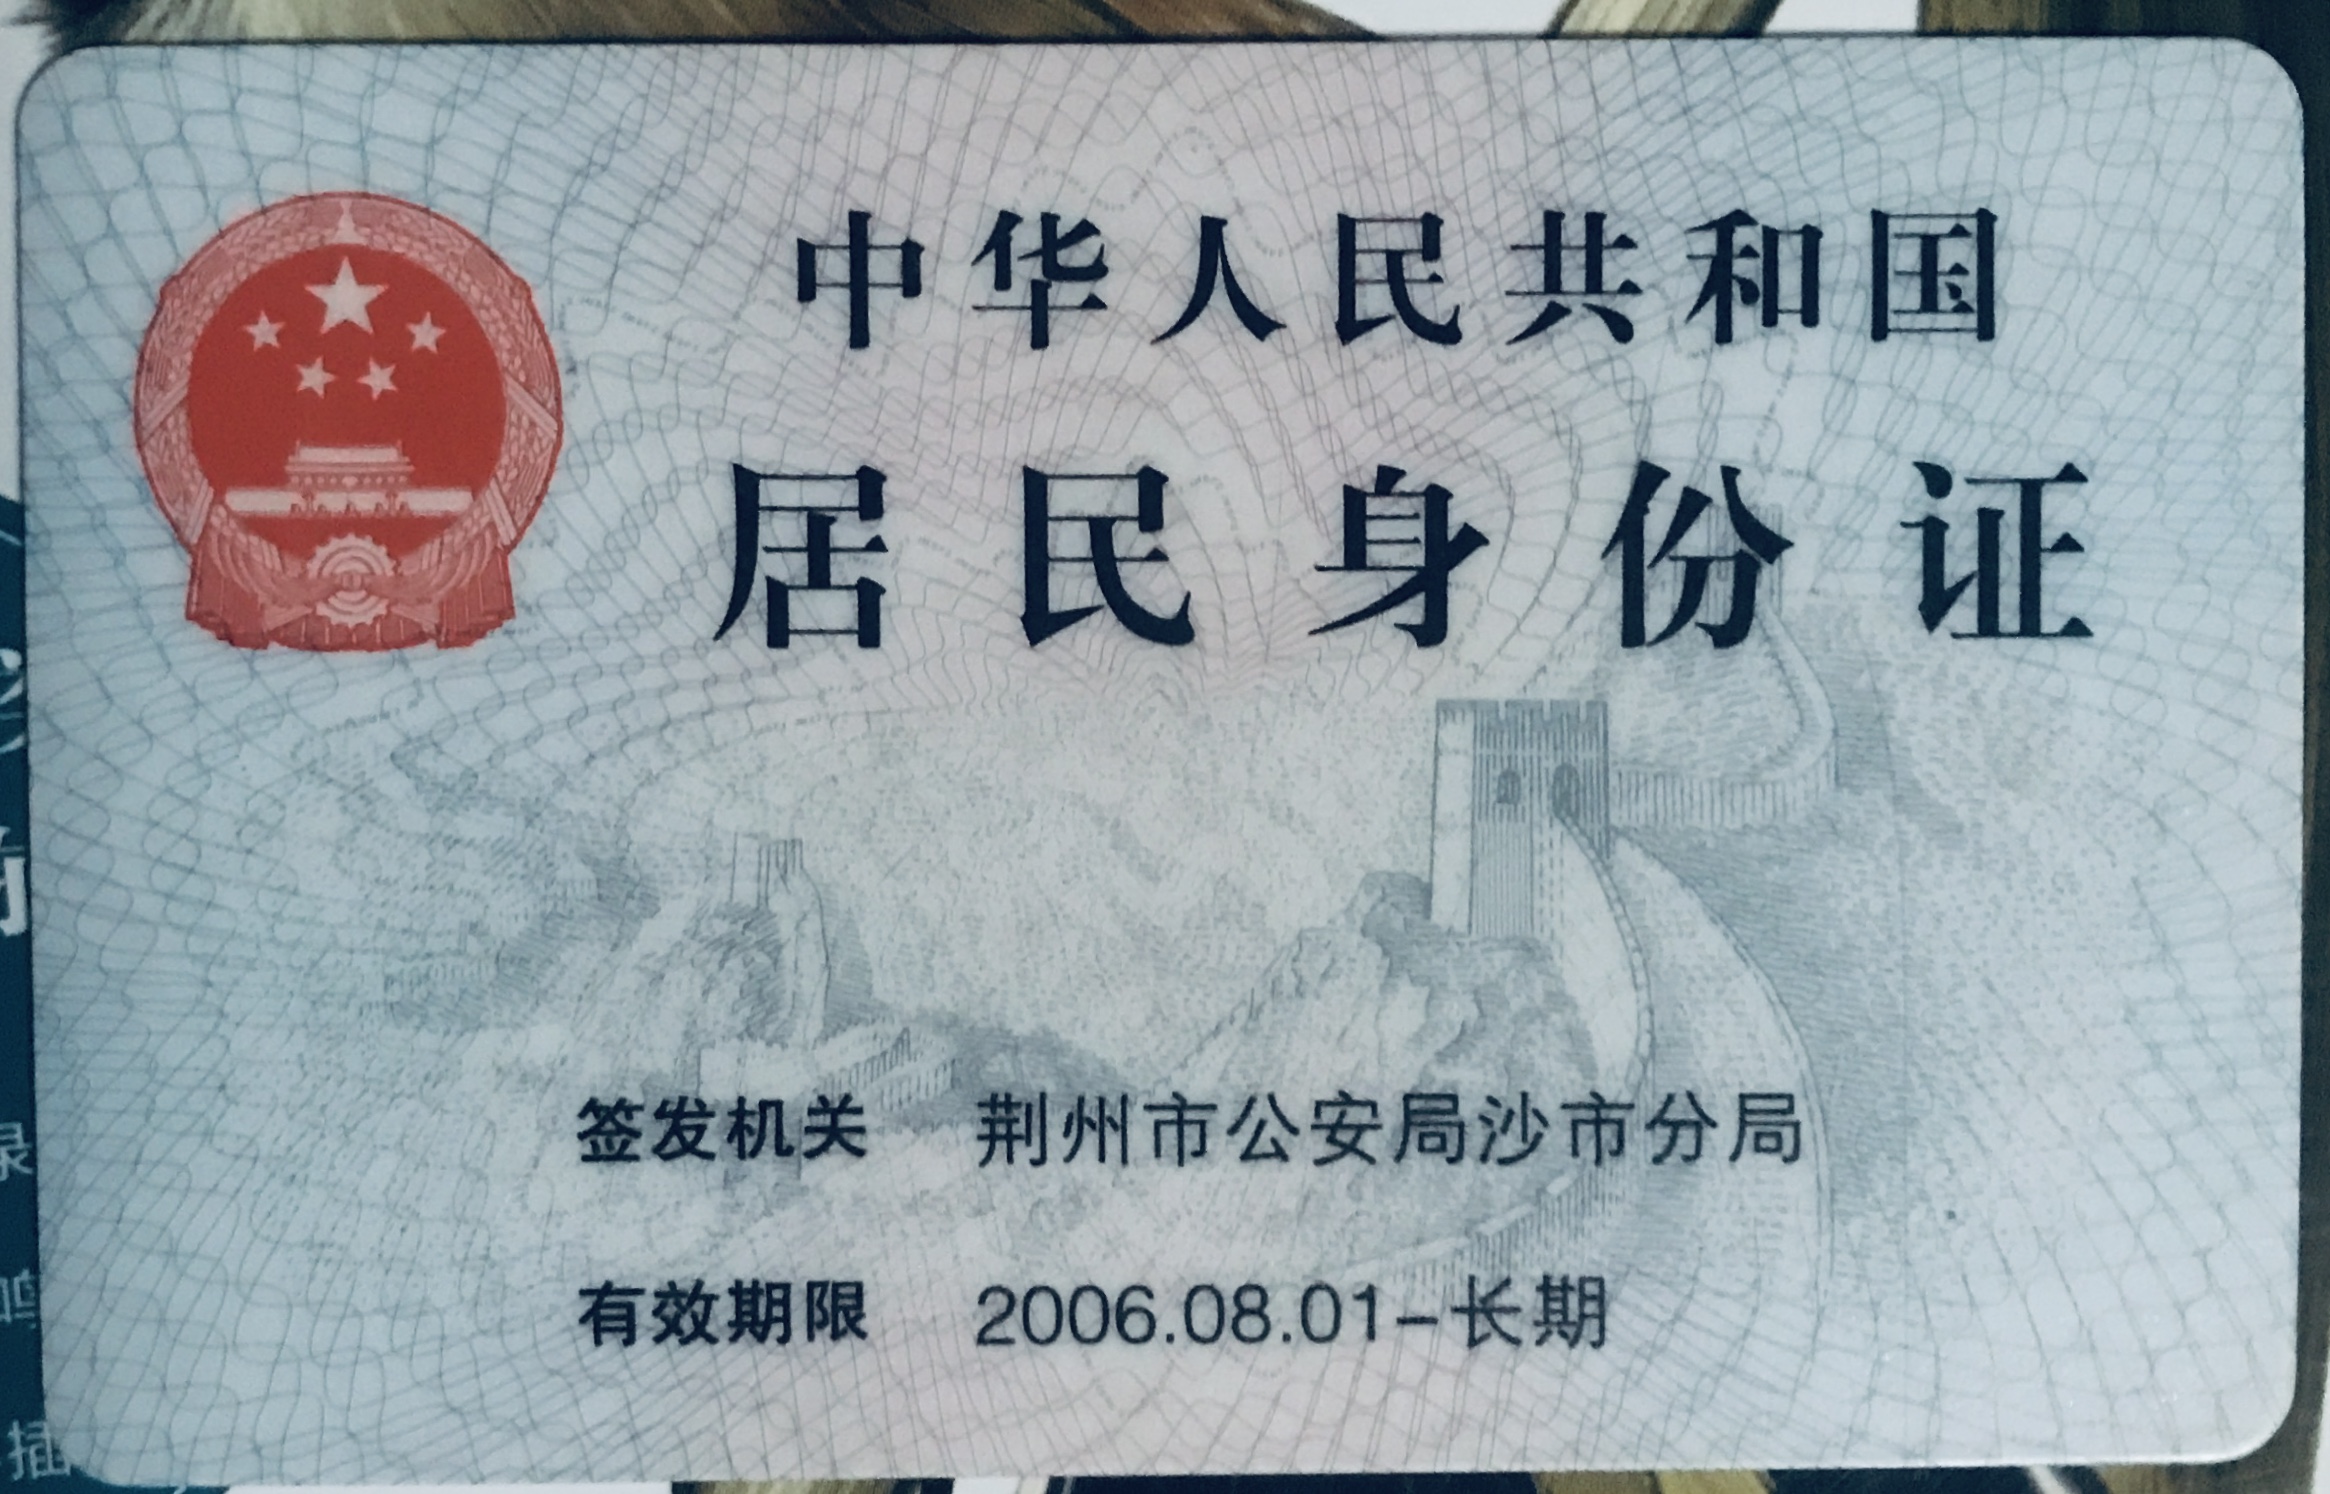 中华人民共和国
居民身份证
签发机关 荆州市公安局沙市分局
有效期限 2006.08.01-长期
插